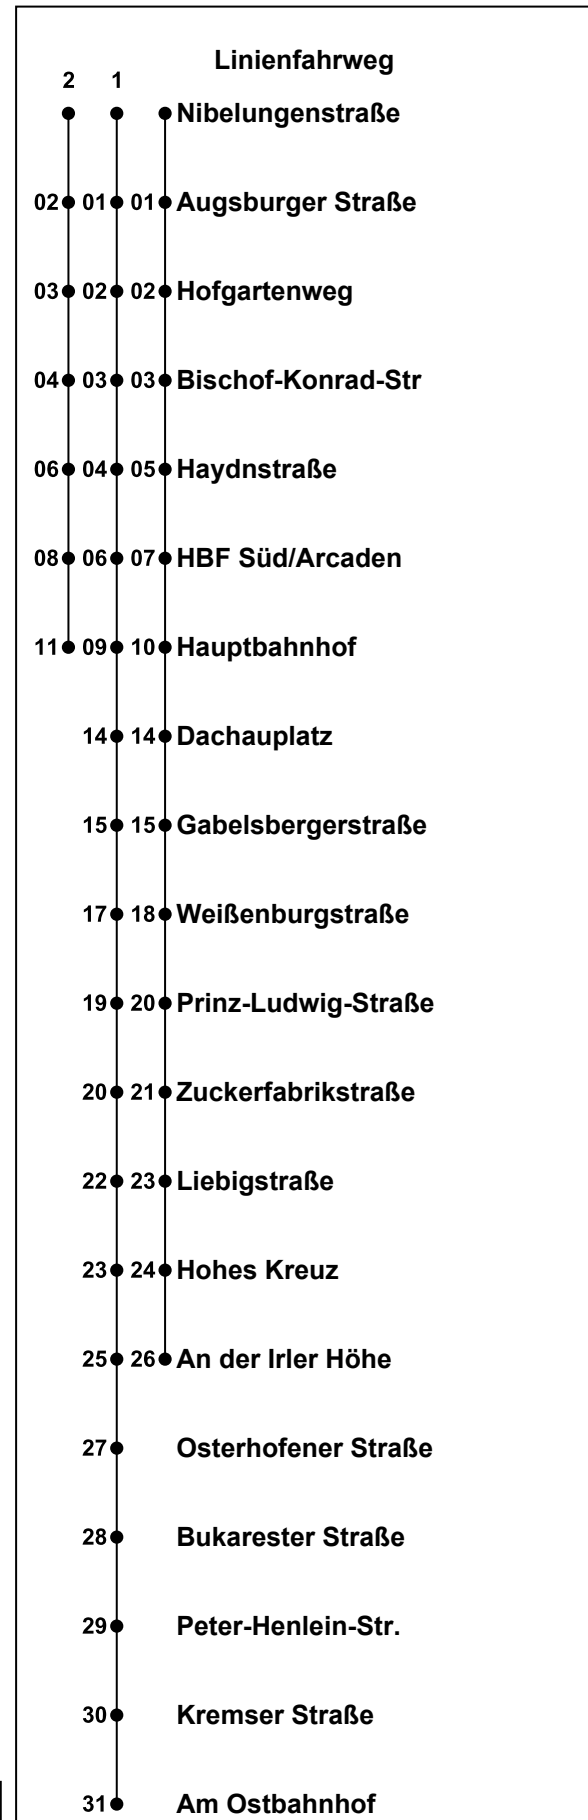 Linienfahrweg
2 1
Nibelungenstraße
02 01 01 Augsburger Straße
03 02 02 Hofgartenweg
04 03 03 Bischof-Konrad-Str
06 04 05 Haydnstraße
08 06 07 HBF Süd/Arcaden
11 09 10 Hauptbahnhof
14 14 Dachauplatz
15 15 Gabelsbergerstraße
17 18 Weißenburgstraße
19 20 Prinz-Ludwig-Straße
20 21 Zuckerfabrikstraße
22 23 Liebigstraße
23 24 Hohes Kreuz
25 26 An der Irler Höhe
27 Osterhofener Straße
28 Bukarester Straße
29 Peter-Henlein-Str.
30 Kremser Straße
31 Am Ostbahnhof